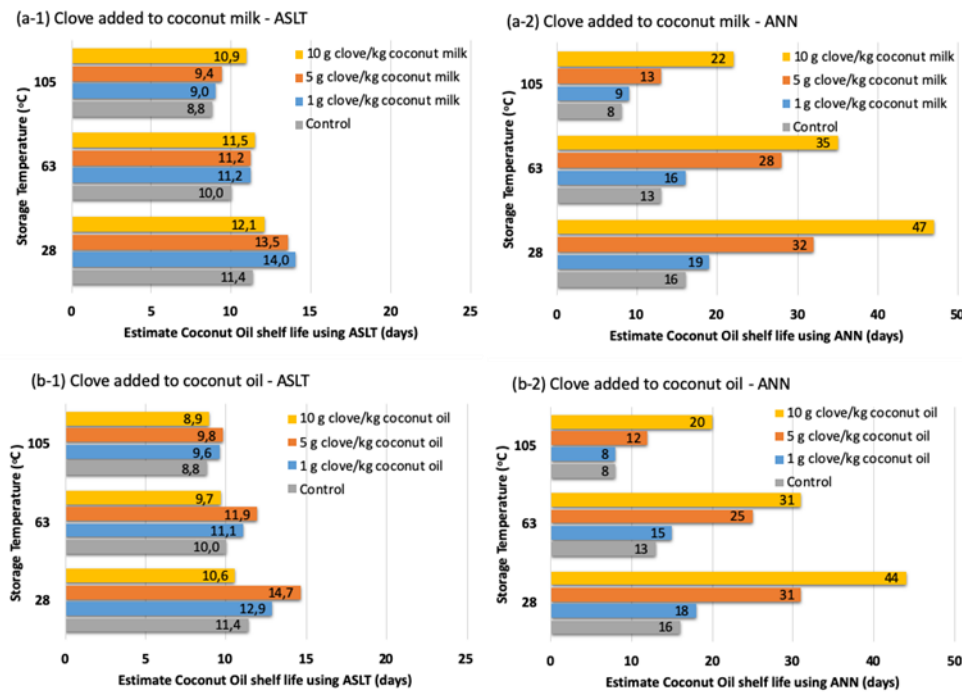 (a-1) Clove added to coconut milk - ASLT
Storage Temperature (°C)
105
63
28
10,9
9,4
9,0
8,8
11,5
11,2
11,2
10,0
12,1
13,5
14,0
11,4
10 g clove/kg coconut milk
5 g clove/kg coconut milk
1 g clove/kg coconut milk
Control
0 5 10 15 20 25
Estimate Coconut Oil shelf life using ASLT (days)
(a-2) Clove added to coconut milk - ANN
Storage Temperature (°C)
105
63
28
22
13
9
8
35
28
16
13
47
32
19
16
10 g clove/kg coconut milk
5 g clove/kg coconut milk
1 g clove/kg coconut milk
Control
0 10 20 30 40 50
Estimate Coconut Oil shelf life using ANN (days)
(b-1) Clove added to coconut oil - ASLT
Storage Temperature (°C)
105
63
28
8,9
9,8
9,6
8,8
9,7
11,9
11,1
10,0
10,6
14,7
12,9
11,4
10 g clove/kg coconut oil
5 g clove/kg coconut oil
1 g clove/kg coconut oil
Control
0 5 10 15 20 25
Estimate Coconut Oil shelf life using ASLT (days)
(b-2) Clove added to coconut oil - ANN
Storage Temperature (°C)
105
63
28
20
12
8
8
31
25
15
13
44
31
18
16
10 g clove/kg coconut oil
5 g clove/kg coconut oil
1 g clove/kg coconut oil
Control
0 10 20 30 40 50
Estimate Coconut Oil shelf life using ANN (days)